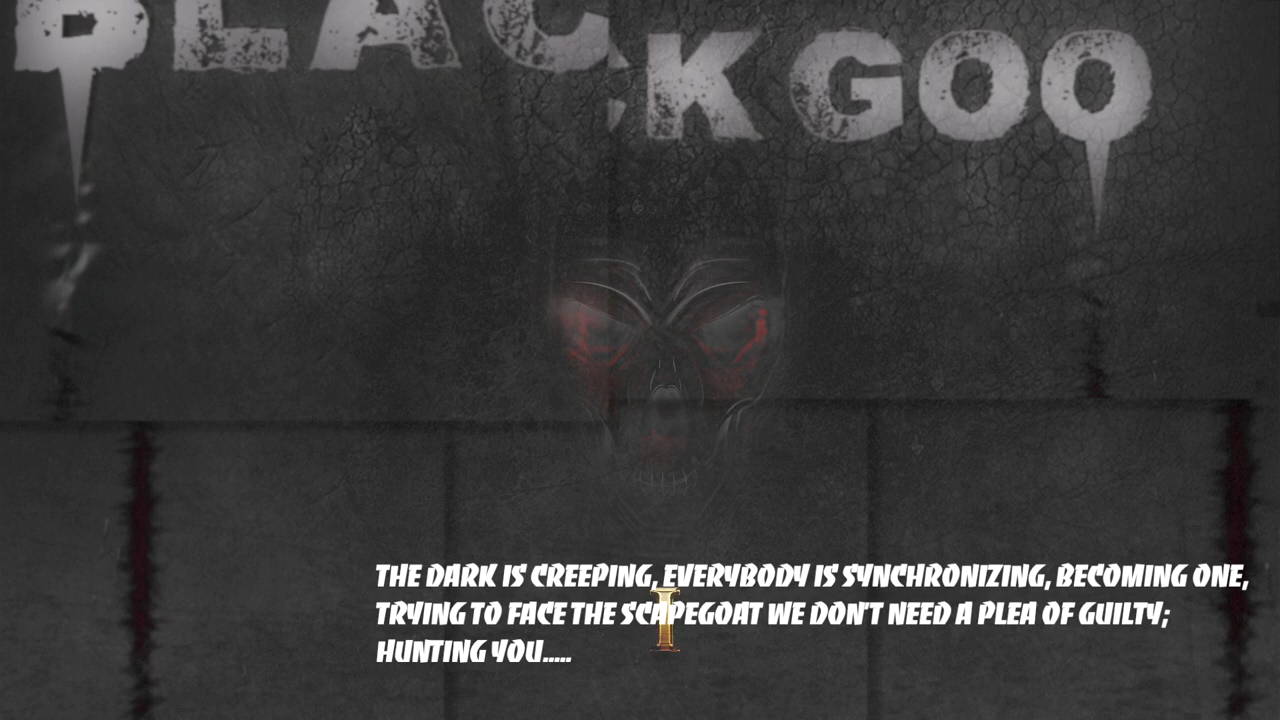 BLACKGOO
THE DARK IS CREEPING, EVERYBODY IS SYNCHRONIZING, BECOMING ONE,
TRYING TO FACE THE SCAPEGOAT WE DON'T NEED A PLEA OF GUILTY;
HUNTING YOU.....
I